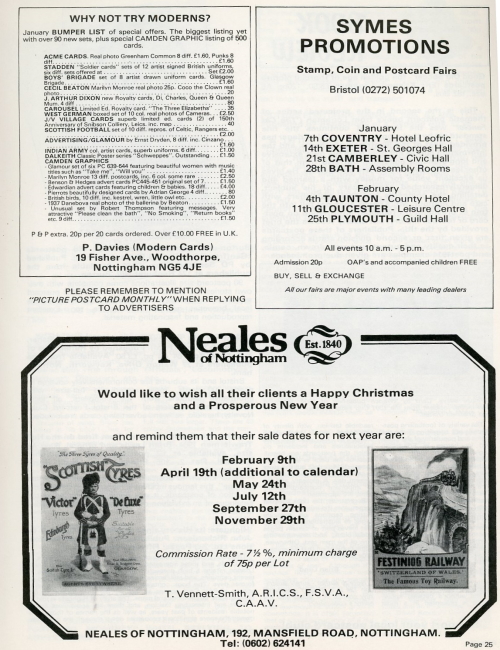 WHY NOT TRY MODERNS?
January BUMPER LIST of special offers. The biggest listing yet
with over 90 new sets, plus special CAMDEN GRAPHIC listing of 500
cards.
ACME CARDS. Real photo Greenham Common 8 diff. £1.60, Punks 8
diff. £1.60
STADDEN "Soldier cards" sets of 12 artist signed British uniforms,
six diff. sets offered at Set £2.00
BOYS' BRIGADE set of 8 artist drawn uniform cards. Glasgow
Brigade. £1.60
CECIL BEATON Marilyn Monroe real photo 25p. Coco the Clown real
photo 20
J. ARTHUR DIXON new Royalty cards, Di, Charles, Queen & Queen
Mum. 4 diff 80
CAROUSEL Limited Ed. Royalty card. "The Three Elizabeths" 35
WEST GERMAN boxed set of 10 col. real photos of Cameras. £2.50
J/V VILLAGE CARDS superb limited ed. cards (2) of 150th
Anniversary of Snibson Colliery, Leics, inc. medal. 40
SCOTTISH FOOTBALL set of 10 diff. repros. of Celtic, Rangers etc.
£2.00
ADVERTISING/GLAMOUR by Ernst Dryden, 8 diff. inc. Cinzano.
£1.60
INDIAN ARMY col, artist cards, superb uniforms, 6 diff. £1.00
DALKEITH Classic Poster series "Schweppes". Outstanding £1.50
CAMDEN GRAPHICS
- Glamour set of six PC 639-644 featuring beautiful women with music
titles such as "Take me", "Will you" £1.40
- Marilyn Monroe 13 diff. postcards, inc. 6 col. some rare £2.50
- Benson & Hedges advert cards PC445-451 original set of 7 £1.50
- Edwardian advert cards featuring children & babies. 18 diff. £4.00
- Pierrots beautifully designed cards by Adrian George 4 diff. 80
- British birds, 10 diff. inc. kestrel, wren, little owl etc. £2.00
- 1937 Danebova real photo of the ballerina by Beaton £1.50
- Unusual set by Robert Thompson featuring messages. Very
attractive "Please clean the bath", "No Smoking", "Return books"
etc. 9 diff. £1.50
P & P extra. 20p per 20 cards ordered. Over £10.00 FREE in U.K.
P. Davies (Modern Cards)
19 Fisher Ave., Woodthorpe,
Nottingham NG5 4JE
PLEASE REMEMBER TO MENTION
"PICTURE POSTCARD MONTHLY" WHEN REPLYING
TO ADVERTISERS
SYMES
PROMOTIONS
Stamp, Coin and Postcard Fairs
Bristol (0272) 501074
January
7th COVENTRY - Hotel Leofric
14th EXETER - St. Georges Hall
21st CAMBERLEY - Civic Hall
28th BATH - Assembly Rooms
February
4th TAUNTON - County Hotel
11th GLOUCESTER - Leisure Centre
25th PLYMOUTH - Guild Hall
All events 10 a.m. - 5 p.m.
Admission 20p OAP's and accompanied children FREE
BUY, SELL & EXCHANGE
All our fairs are major events with many leading dealers
Neales
of Nottingham
Est. 1840
Would like to wish all their clients a Happy Christmas
and a Prosperous New Year
and remind them that their sale dates for next year are:
February 9th
April 19th (additional to calendar)
May 24th
July 12th
September 27th
November 29th
Commission Rate - 7½%, minimum charge
of 75p per Lot
T. Vennett-Smith, A.R.I.C.S., F.S.V.A.,
C.A.A.V.
"The Three Tyres of Quality."
SCOTTISH TYRES
"Victor" Tyres
"De Luxe" Tyres
Edinburgh Tyres
FESTINIOG RAILWAY
"SWITZERLAND OF WALES."
The Famous Toy Railway.
NEALES OF NOTTINGHAM, 192, MANSFIELD ROAD, NOTTINGHAM.
Tel: (0602) 624141
Page 25